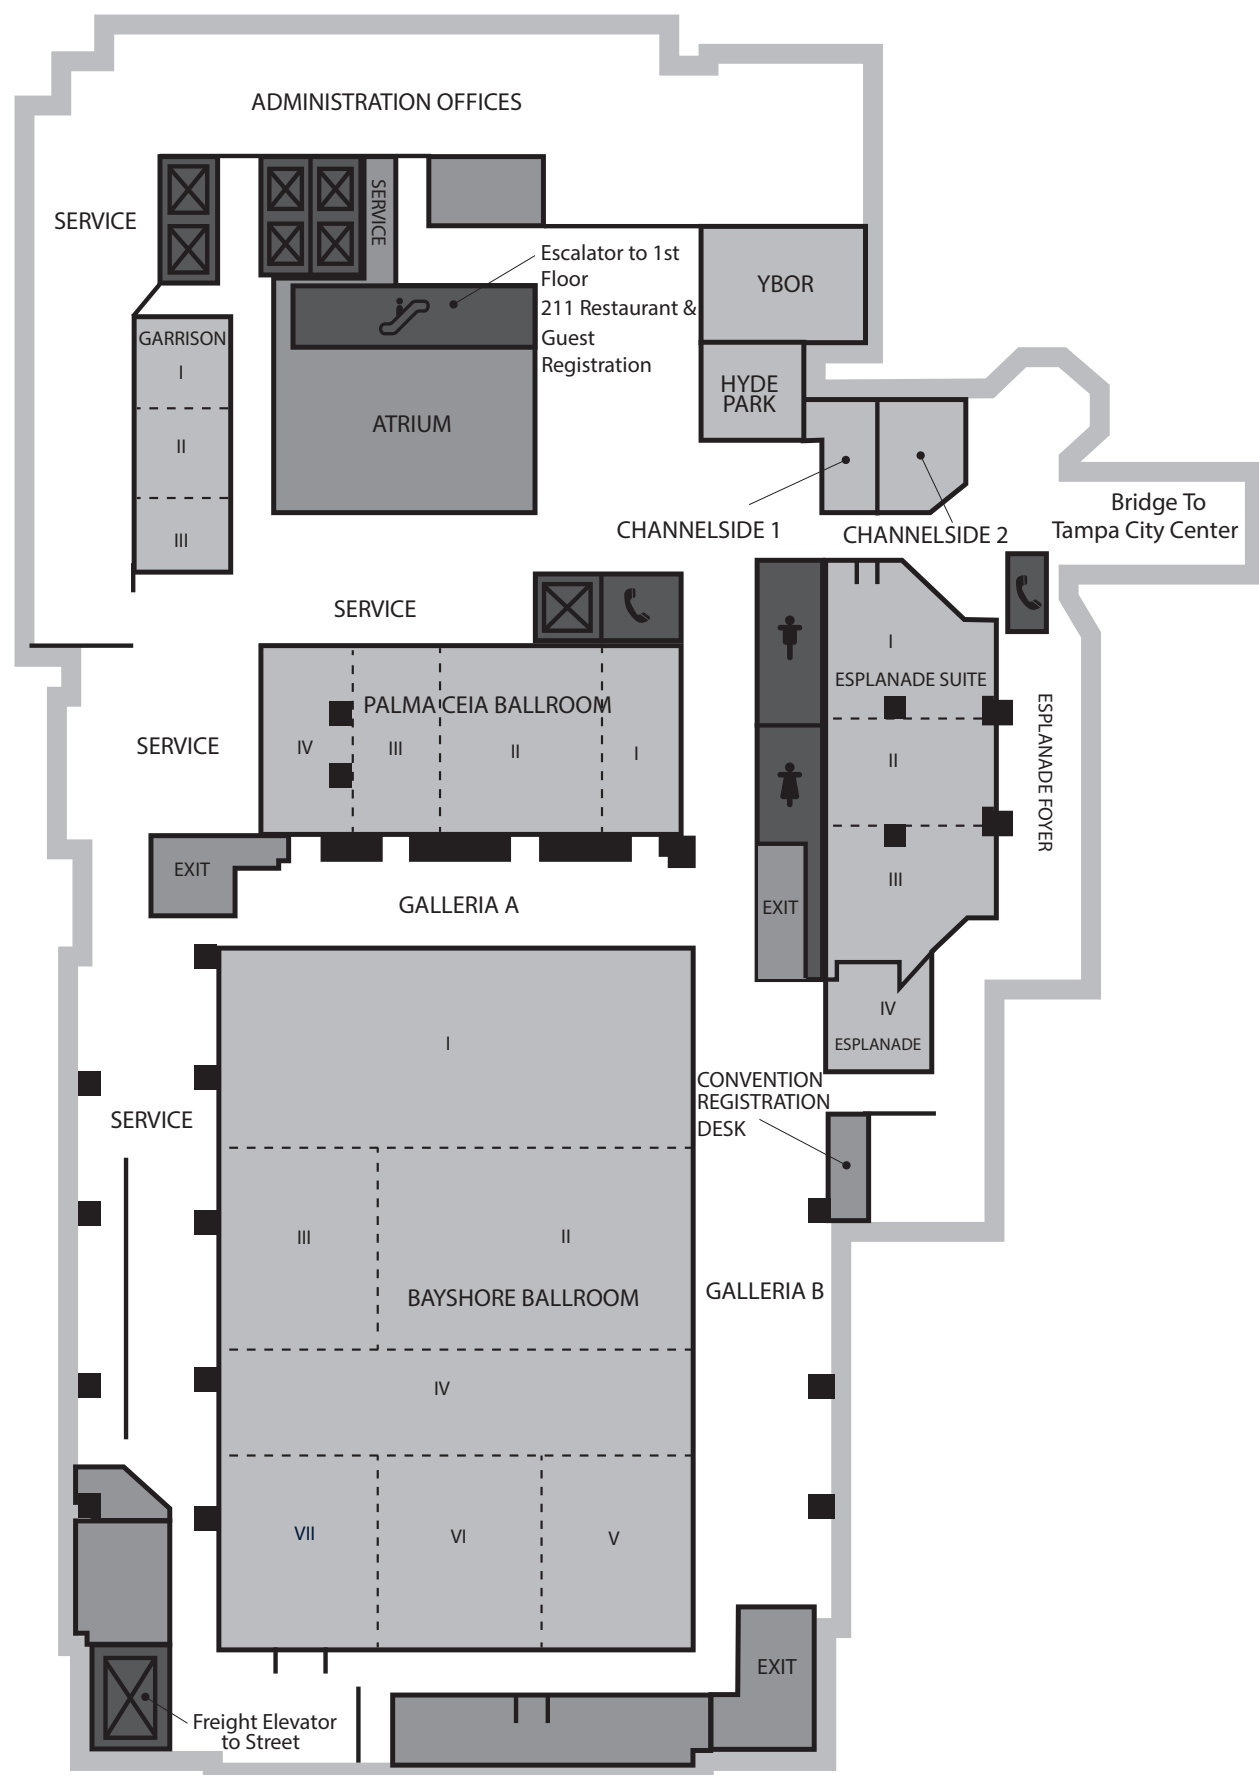 ADMINISTRATION OFFICES
SERVICE
SERVICE
Escalator to 1st
Floor
211 Restaurant &
Guest
Registration
YBOR
GARRISON
I
II
III
ATRIUM
HYDE
PARK
CHANNELSIDE 1
CHANNELSIDE 2
Bridge To
Tampa City Center
SERVICE
PALMA CEIA BALLROOM
IV
III
II
I
SERVICE
I
ESPLANADE SUITE
II
III
ESPLANADE FOYER
EXIT
EXIT
GALLERIA A
IV
ESPLANADE
CONVENTION
REGISTRATION
DESK
I
SERVICE
III
II
BAYSHORE BALLROOM
GALLERIA B
IV
VII
VI
V
EXIT
Freight Elevator
to Street